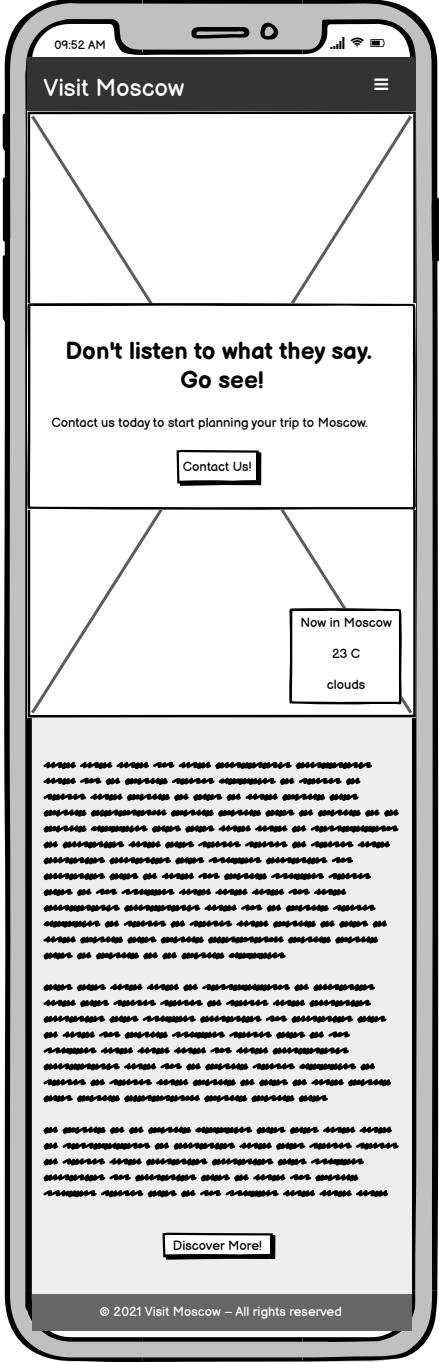 09:52 AM
Visit Moscow
Don't listen to what they say.
Go see!
Contact us today to start planning your trip to Moscow.
Contact Us!
Now in Moscow
23 C
clouds
Discover More!
© 2021 Visit Moscow – All rights reserved